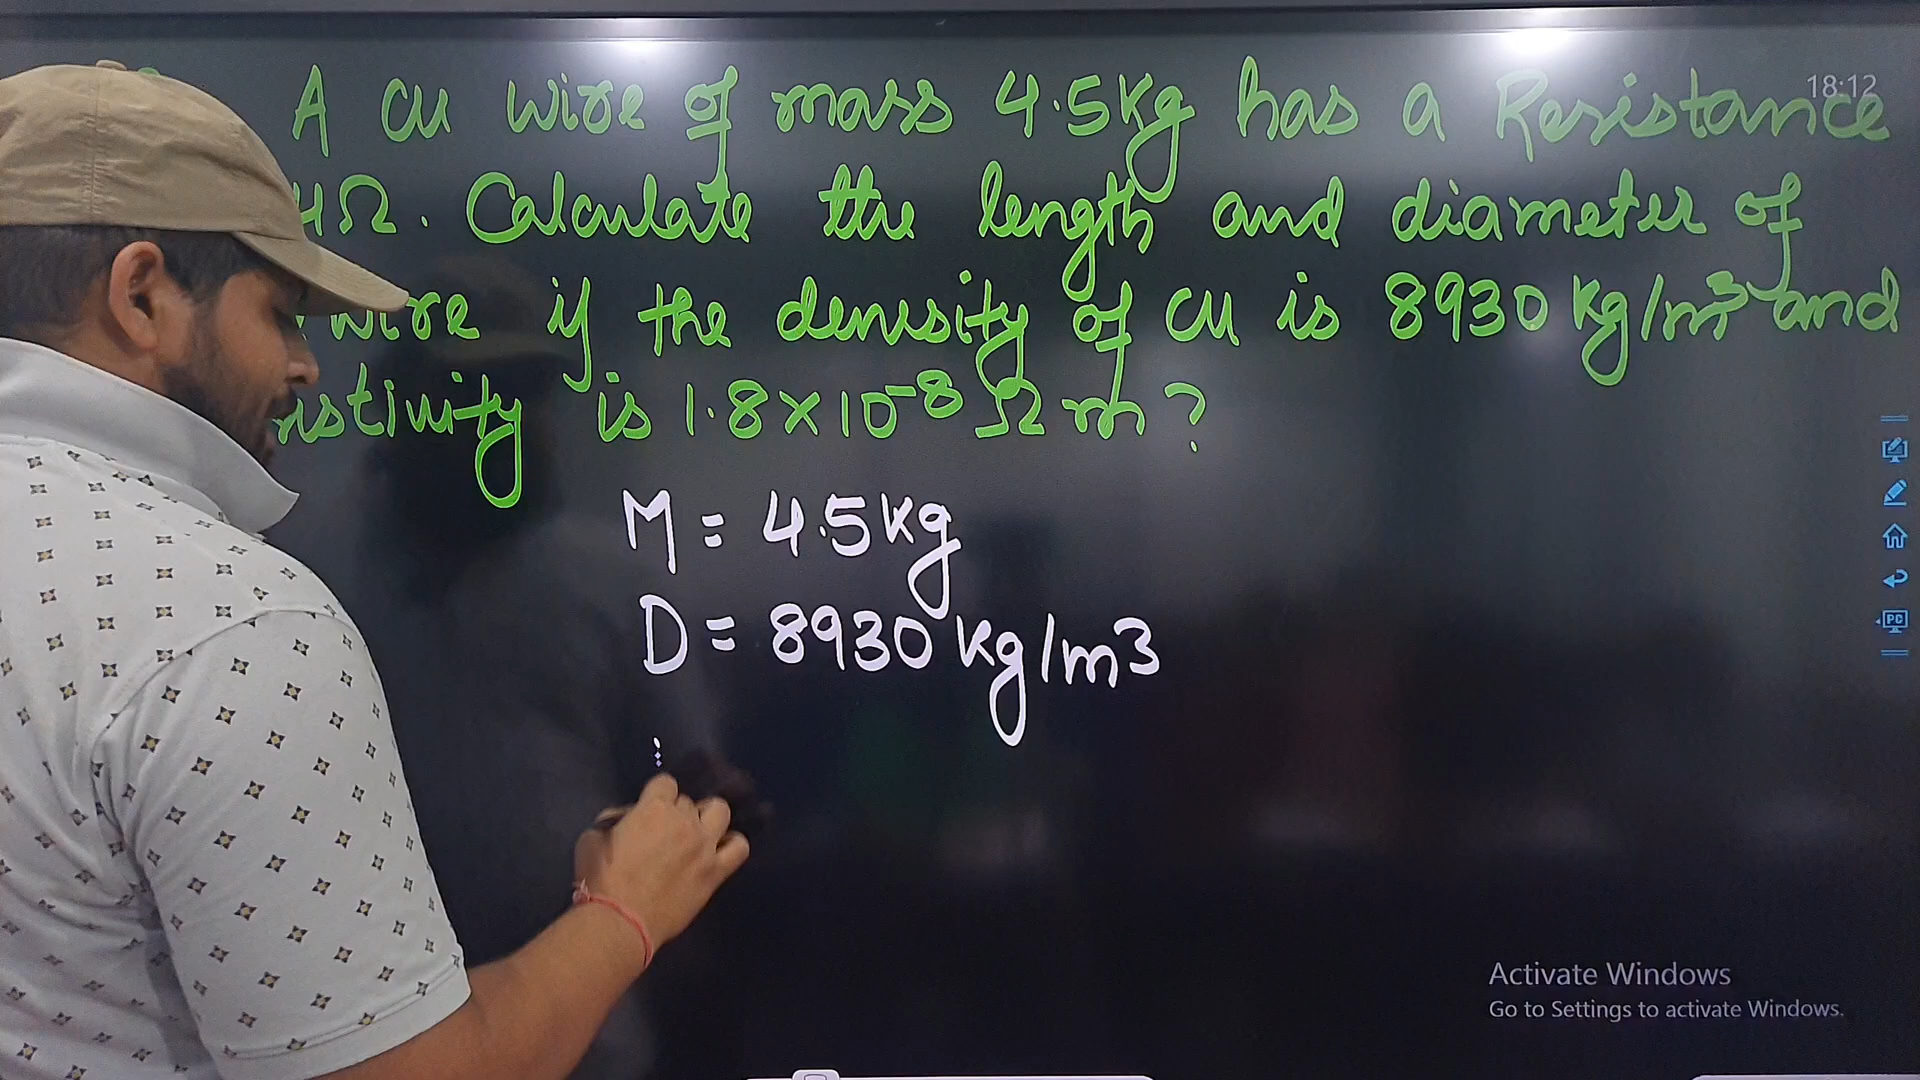 A Cu wire of mass 4.5Kg has a Resistance
18:12
4Ω. Calculate the length and diameter of
wire if the density of Cu is 8930 Kg/m³ and
istivity is 1.8×10⁻⁸ Ω m ?
M = 4.5kg
D = 8930 kg/m3
PC
Activate Windows
Go to Settings to activate Windows.